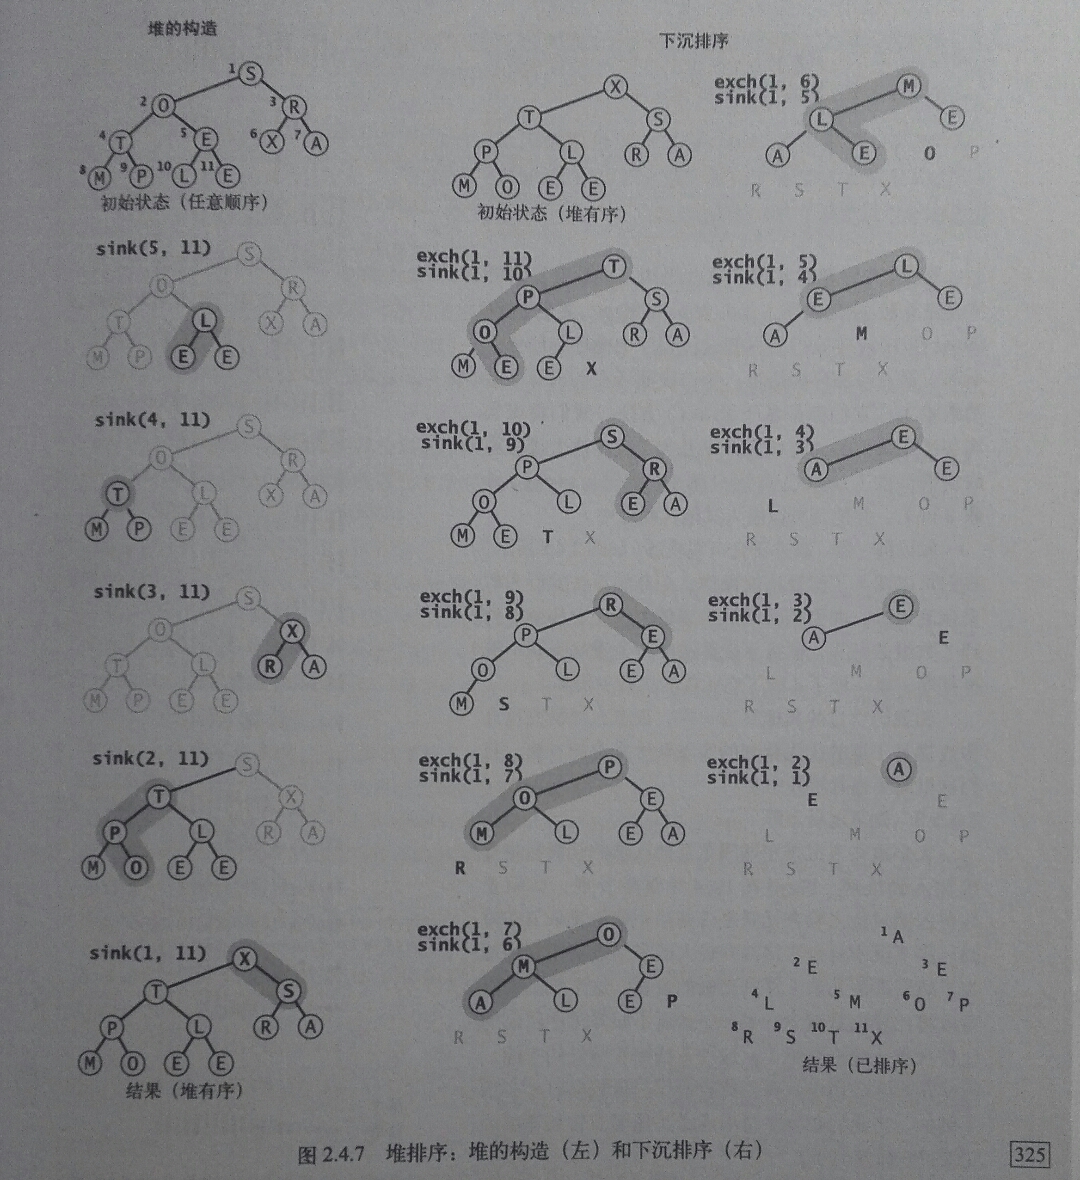 堆的构造
1 S
2 O 3 R
4 T 5 E 6 X 7 A
8 M 9 P 10 L 11 E
初始状态（任意顺序）
sink(5, 11)
S
O R
T L X A
M P E E
sink(4, 11)
S
O R
T L X A
M P E E
sink(3, 11)
S
O X
T L R A
M P E E
sink(2, 11)
S
T X
P L R A
M O E E
sink(1, 11)
X
T S
P L R A
M O E E
结果（堆有序）
下沉排序
X
T S
P L R A
M O E E
初始状态（堆有序）
exch(1, 11)
sink(1, 10)
T
P S
O L R A
M E E X
exch(1, 10)
sink(1, 9)
S
P R
O L E A
M E T X
exch(1, 9)
sink(1, 8)
R
P E
O L E A
M S T X
exch(1, 8)
sink(1, 7)
P
O E
M L E A
R S T X
exch(1, 7)
sink(1, 6)
O
M E
A L E P
R S T X
exch(1, 6)
sink(1, 5)
M
L E
A E O P
R S T X
exch(1, 5)
sink(1, 4)
L
E E
A M O P
R S T X
exch(1, 4)
sink(1, 3)
E
A E
L M O P
R S T X
exch(1, 3)
sink(1, 2)
E
A E
L M O P
R S T X
exch(1, 2)
sink(1, 1)
A
E E
L M O P
R S T X
1 A
2 E 3 E
4 L 5 M 6 O 7 P
8 R 9 S 10 T 11 X
结果（已排序）
图 2.4.7 堆排序：堆的构造（左）和下沉排序（右）
325